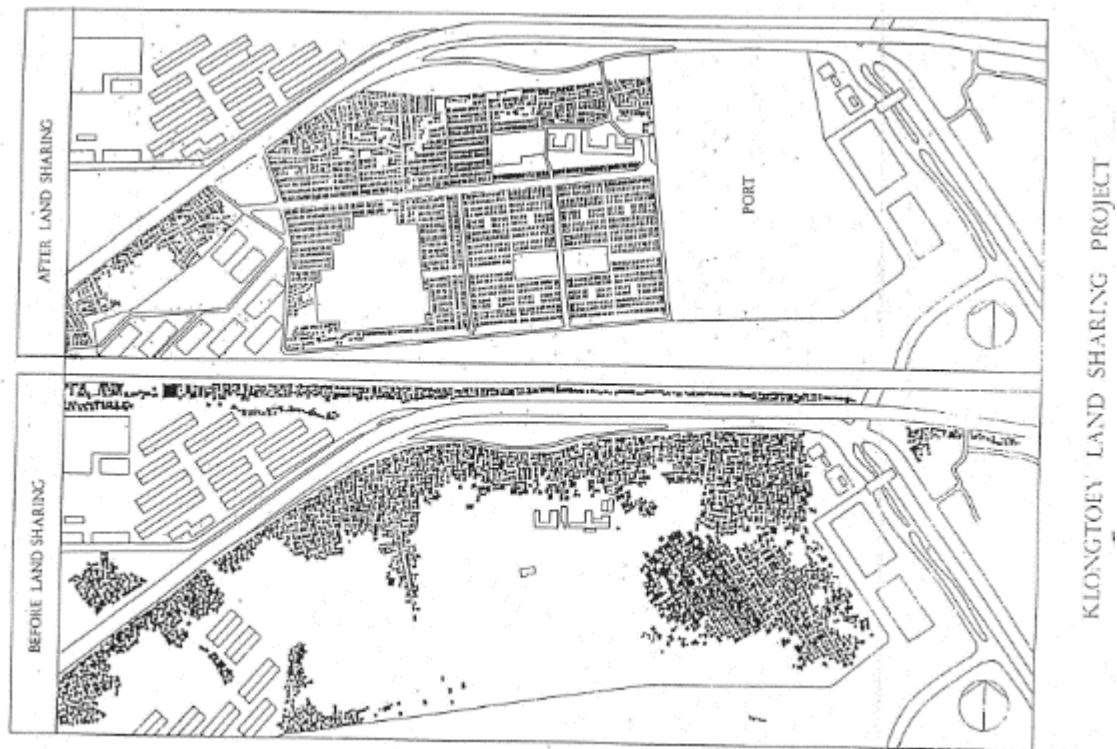 KLONGTOEY LAND SHARING PROJECT
AFTER LAND SHARING
PORT
BEFORE LAND SHARING